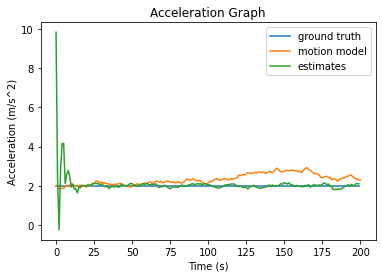 Acceleration Graph
ground truth
motion model
estimates
Acceleration (m/s^2)
10
8
6
4
2
0
0 25 50 75 100 125 150 175 200
Time (s)